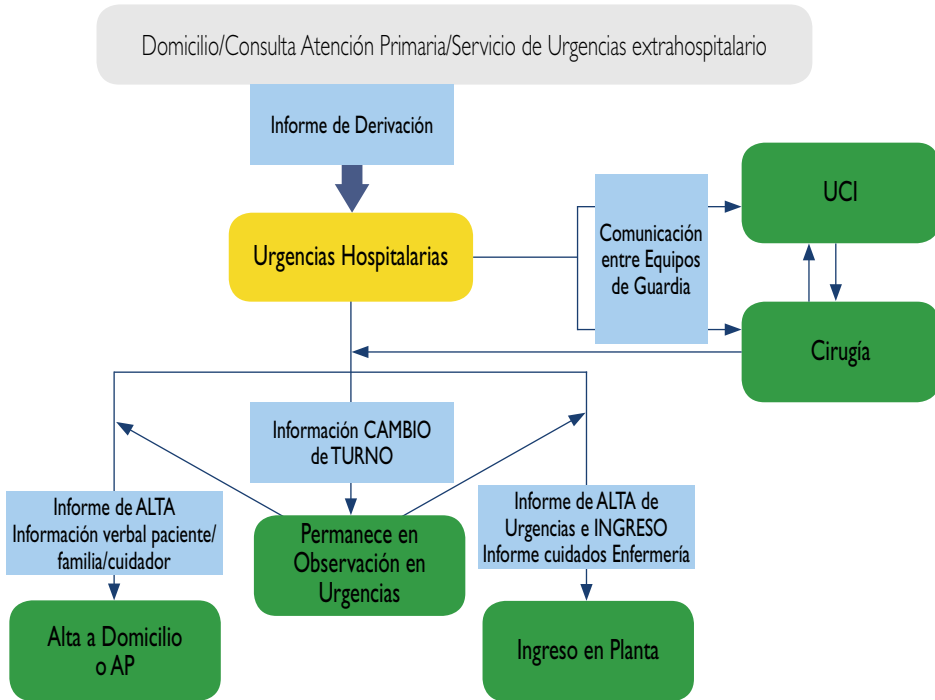 Domicilio/Consulta Atención Primaria/Servicio de Urgencias extrahospitalario
Informe de Derivación
Urgencias Hospitalarias
Comunicación
entre Equipos
de Guardia
UCI
Cirugía
Información CAMBIO
de TURNO
Informe de ALTA
Información verbal paciente/
familia/cuidador
Permanece en
Observación en
Urgencias
Informe de ALTA de
Urgencias e INGRESO
Informe cuidados Enfermería
Alta a Domicilio
o AP
Ingreso en Planta